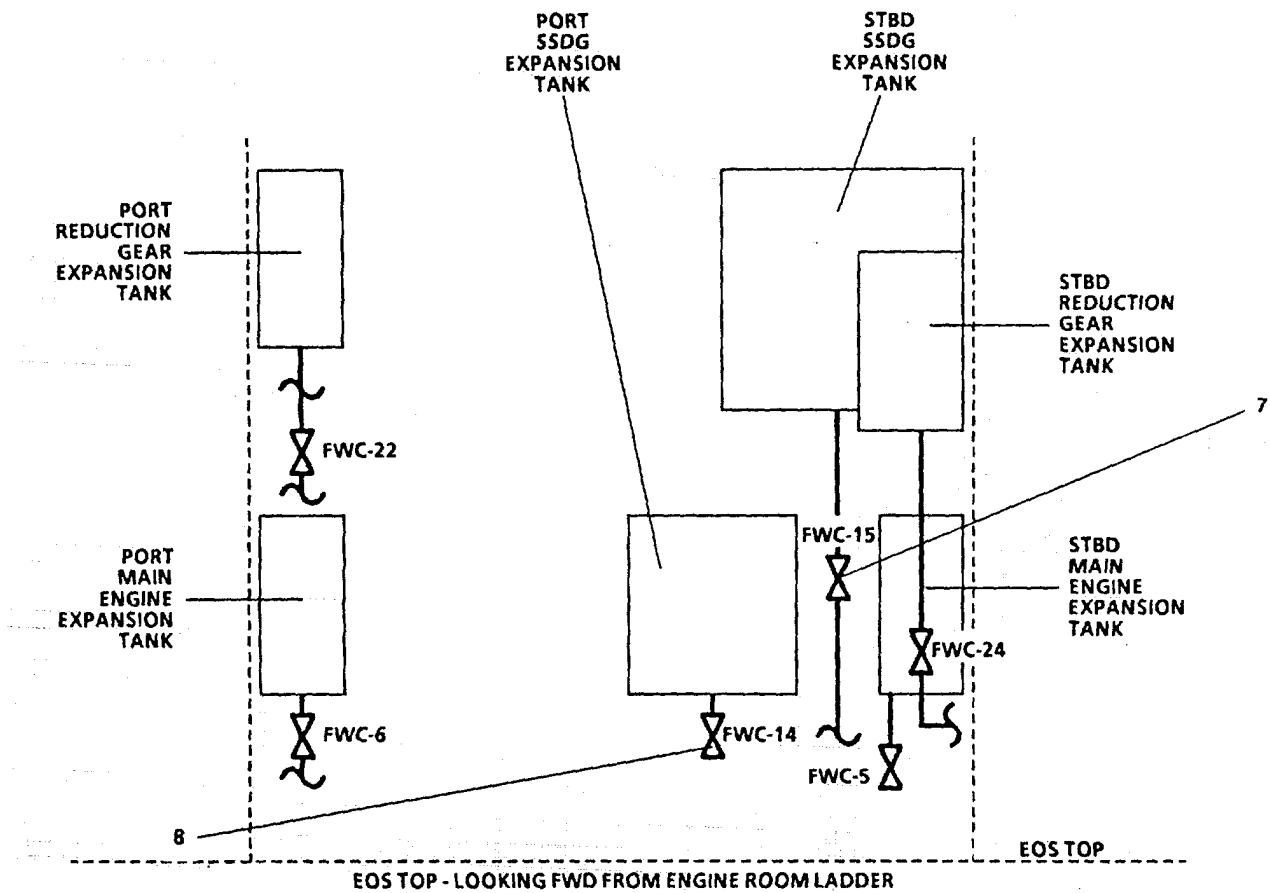 PORT
SSDG
EXPANSION
TANK
STBD
SSDG
EXPANSION
TANK
PORT
REDUCTION
GEAR
EXPANSION
TANK
STBD
REDUCTION
GEAR
EXPANSION
TANK
7
FWC-22
FWC-15
PORT
MAIN
ENGINE
EXPANSION
TANK
STBD
MAIN
ENGINE
EXPANSION
TANK
FWC-24
FWC-6
FWC-14
FWC-5
8
EOS TOP
EOS TOP - LOOKING FWD FROM ENGINE ROOM LADDER